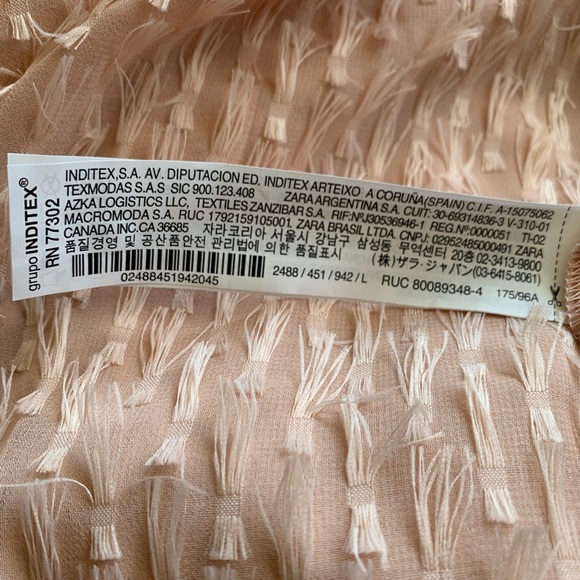 grupo INDITEX®
RN 77302
INDITEX,S.A. AV. DIPUTACION ED. INDITEX ARTEIXO A CORUÑA (SPAIN) C.I.F. A-15075062
TEXMODAS S.A.S SIC 900.123.408 ZARA ARGENTINA S.A. CUIT: 30-69314836-3 V-310-01
AZKA LOGISTICS LLC, TEXTILES ZANZIBAR S.A. RIF:NºJ30536946-1 REG.Nº:0000051 TI-02
MACROMODA S.A. RUC 1792159105001. ZARA BRASIL LTDA. CNPJ.: 02952485000491 ZARA
CANADA INC.CA 36685 자라코리아 서울시 강남구 삼성동 무역센터 20층 02-3413-9800
품질경영 및 공산품안전 관리법에 의한 품질표시 (株) ザラ・ジャパン(03-6415-8061)
02488451942045 2488 / 451 / 942 / L RUC 80089348-4 175/96A